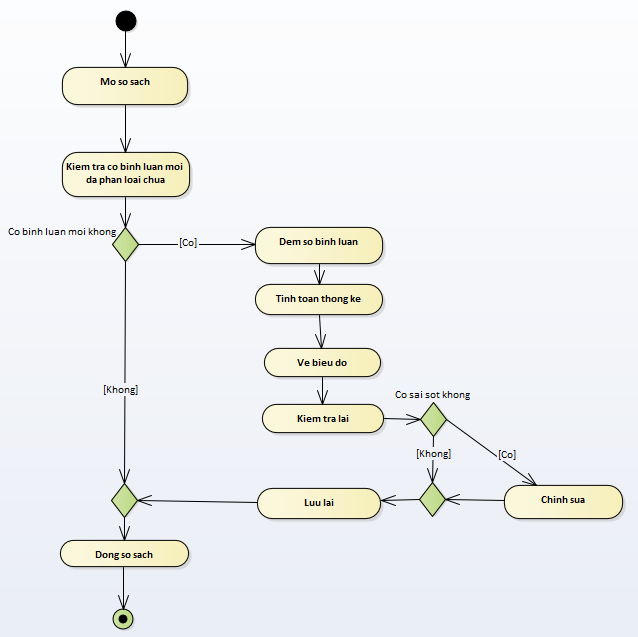 Mo so sach
Kiem tra co binh luan moi
da phan loai chua
Co binh luan moi khong
[Co]
Dem so binh luan
Tinh toan thong ke
Ve bieu do
[Khong]
Co sai sot khong
Kiem tra lai
[Khong]
[Co]
Luu lai
Chinh sua
Dong so sach